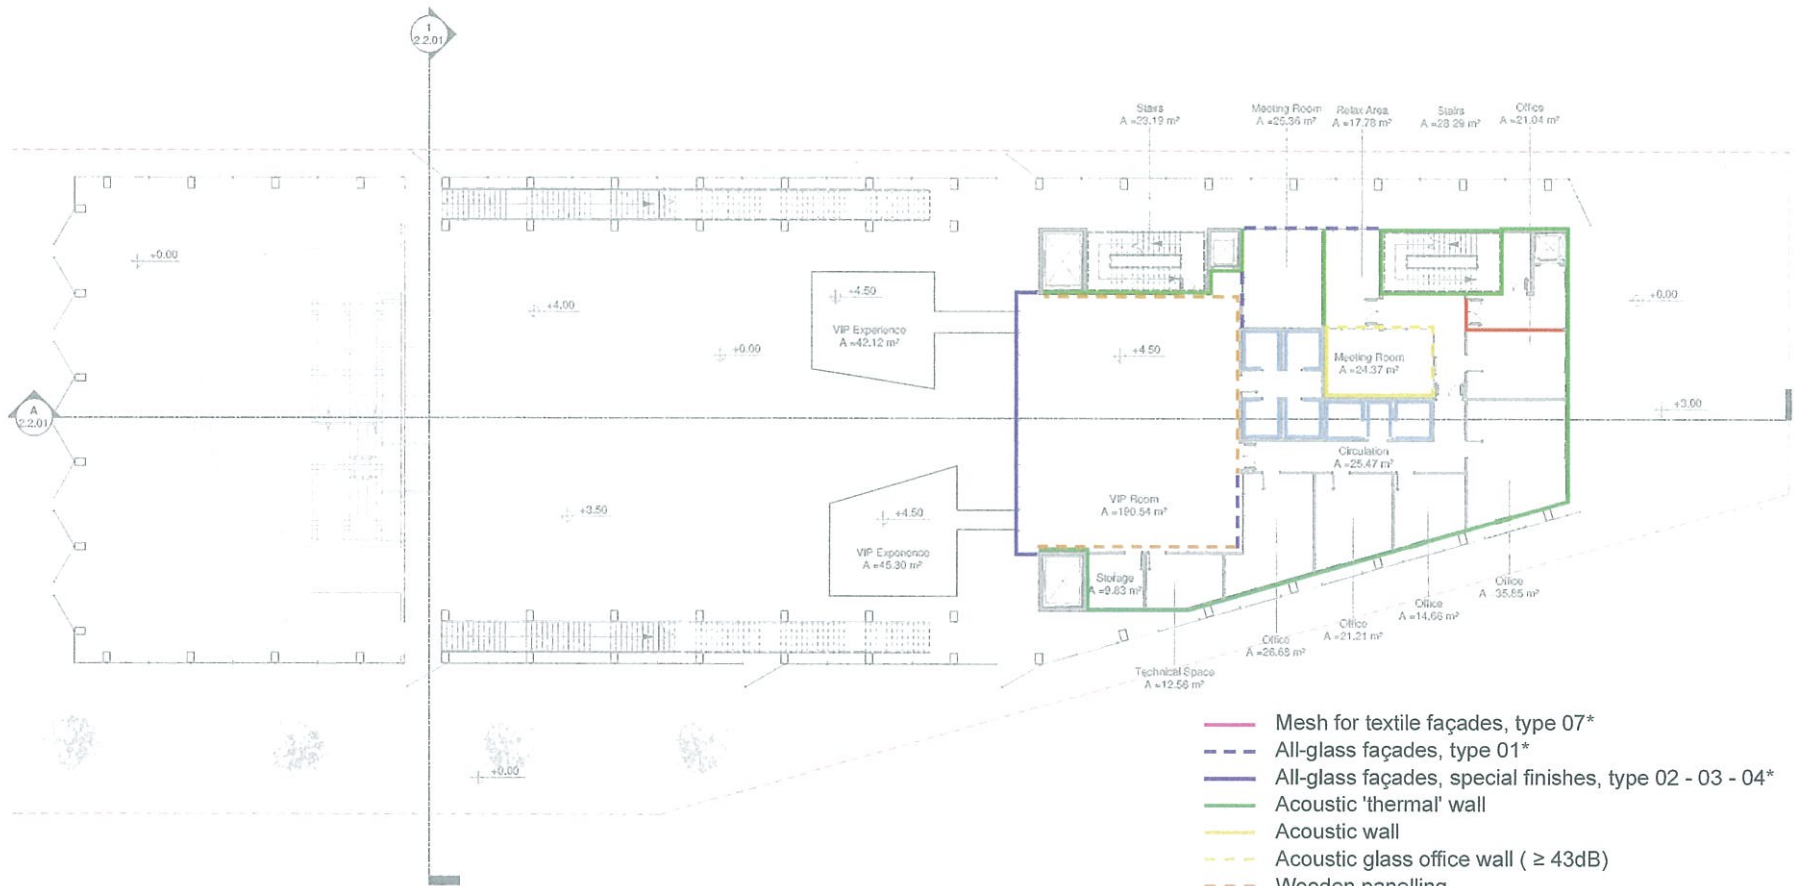 1
2.2.01
Stairs
A =23.19 m²
Meeting Room
A =25.36 m²
Relax Area
A =17.78 m²
Stairs
A =28.29 m²
Office
A =21.04 m²
+0.00
+4.00
+4.50
VIP Experience
A =42.12 m²
+0.00
+4.50
+0.00
Meeting Room
A =24.37 m²
A
2.2.01
+3.00
Circulation
A =25.47 m²
+3.50
+4.50
VIP Experience
A =45.30 m²
VIP Room
A =190.54 m²
Storage
A =9.83 m²
Office
A =35.85 m²
Office
A =14.66 m²
Office
A =21.21 m²
Office
A =26.68 m²
Technical Space
A =12.56 m²
+0.00
Mesh for textile façades, type 07*
All-glass façades, type 01*
All-glass façades, special finishes, type 02 - 03 - 04*
Acoustic 'thermal' wall
Acoustic wall
Acoustic glass office wall ( ≥ 43dB)
Wooden panelling